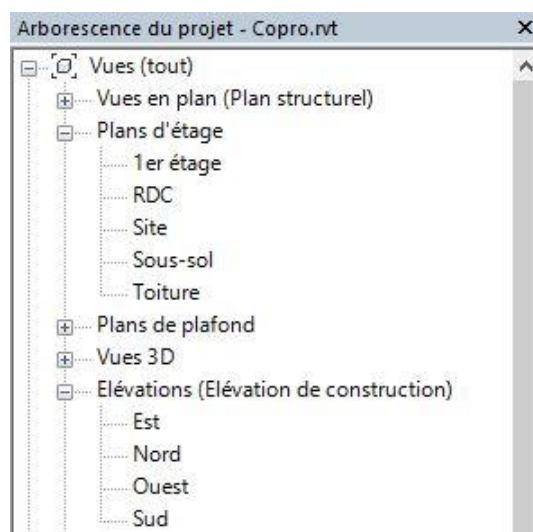 Arborescence du projet - Copro.rvt
Vues (tout)
Vues en plan (Plan structurel)
Plans d'étage
1er étage
RDC
Site
Sous-sol
Toiture
Plans de plafond
Vues 3D
Elévations (Elévation de construction)
Est
Nord
Ouest
Sud